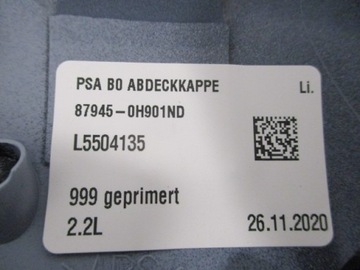 PSA B0 ABDECKKAPPE Li.
87945-0H901ND
L5504135
999 geprimert
2.2L 26.11.2020